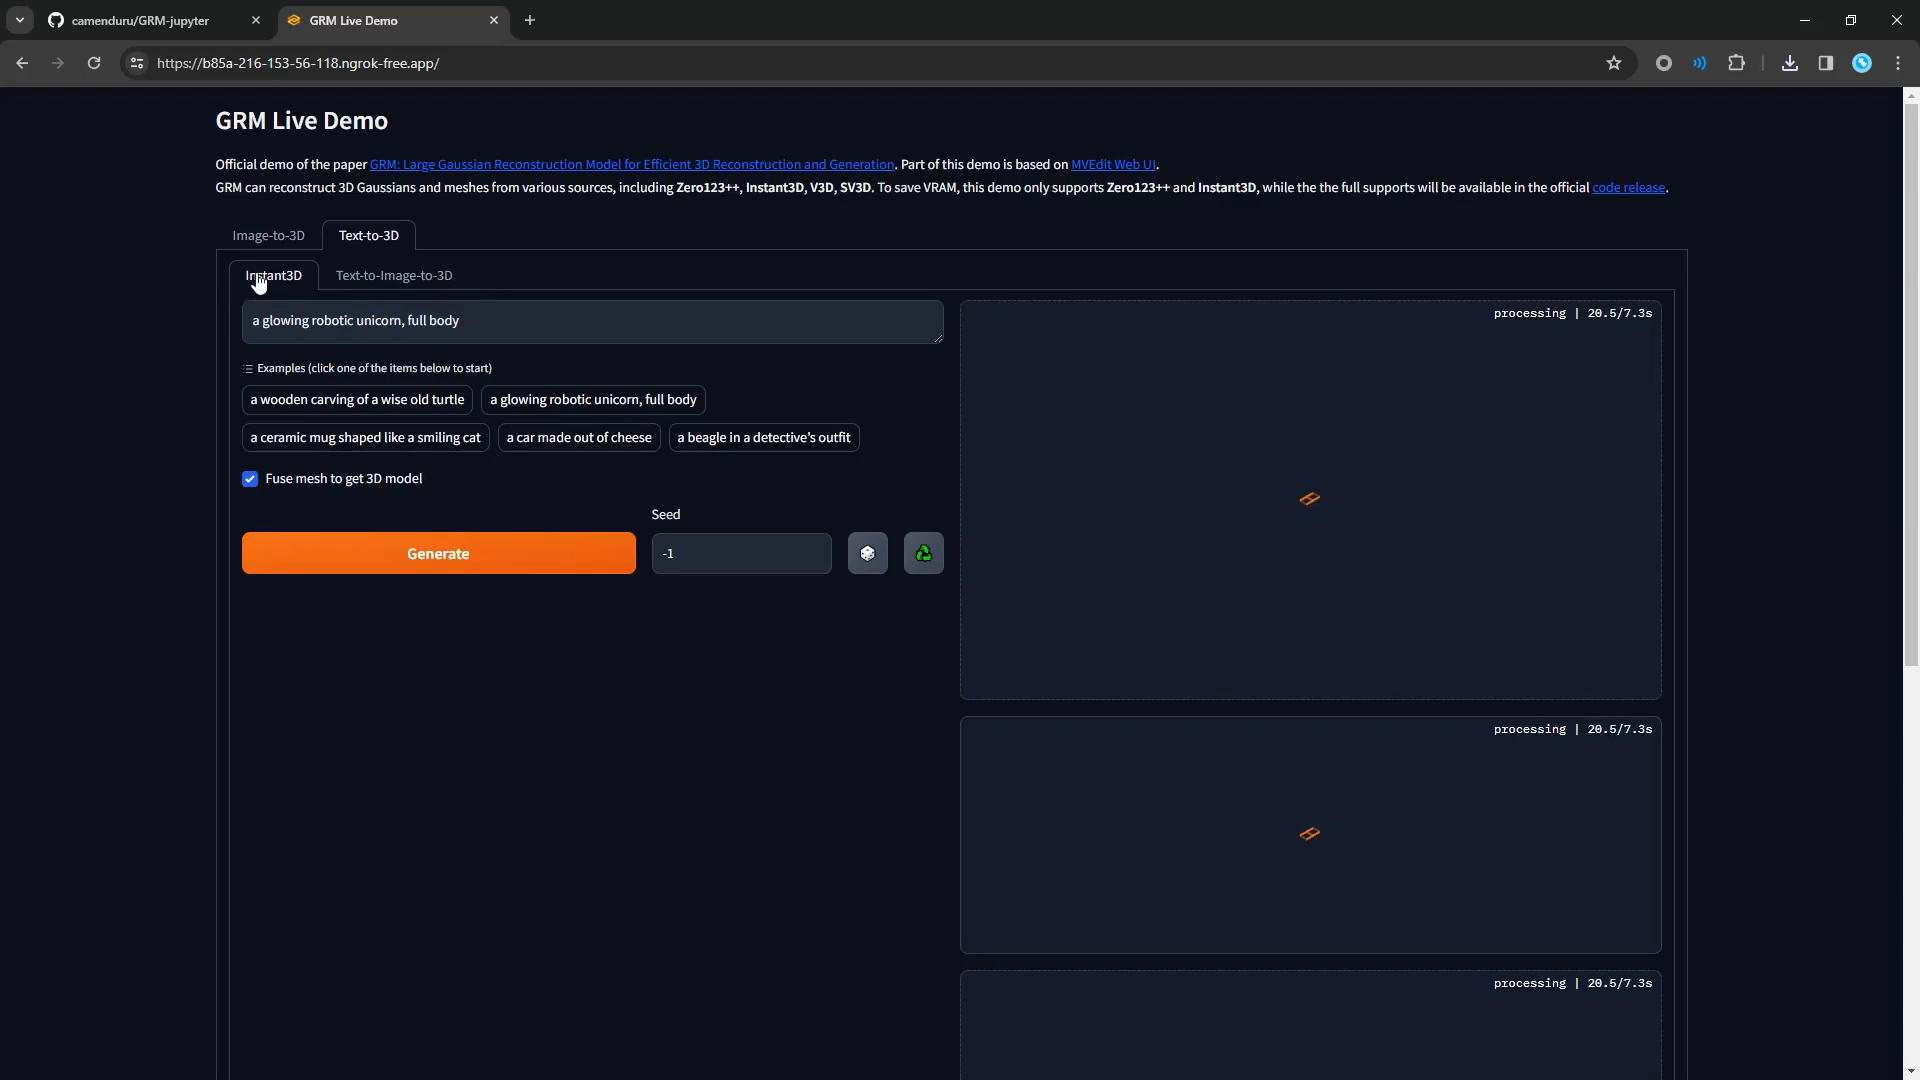 camenduru/GRM-jupyter
GRM Live Demo
https://b85a-216-153-56-118.ngrok-free.app/
GRM Live Demo
Official demo of the paper GRM: Large Gaussian Reconstruction Model for Efficient 3D Reconstruction and Generation. Part of this demo is based on MVEdit Web UI.
GRM can reconstruct 3D Gaussians and meshes from various sources, including Zero123++, Instant3D, V3D, SV3D. To save VRAM, this demo only supports Zero123++ and Instant3D, while the the full supports will be available in the official code release.
Image-to-3D
Text-to-3D
Instant3D
Text-to-Image-to-3D
a glowing robotic unicorn, full body
processing | 20.5/7.3s
Examples (click one of the items below to start)
a wooden carving of a wise old turtle
a glowing robotic unicorn, full body
a ceramic mug shaped like a smiling cat
a car made out of cheese
a beagle in a detective’s outfit
Fuse mesh to get 3D model
Seed
Generate
-1
processing | 20.5/7.3s
processing | 20.5/7.3s